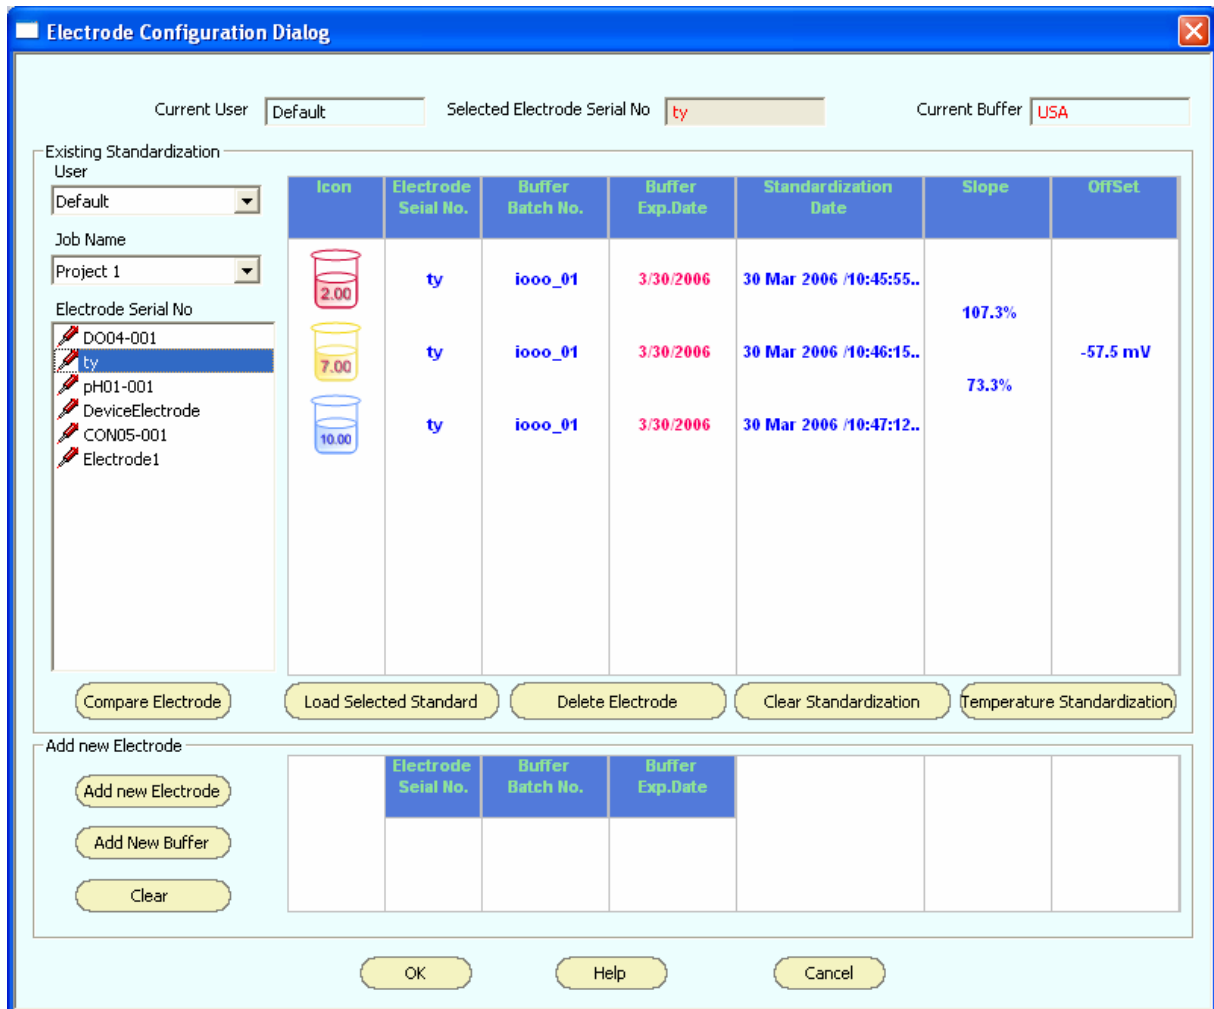 Electrode Configuration Dialog
Current User Default Selected Electrode Serial No ty Current Buffer USA
Existing Standardization
User
Default
Job Name
Project 1
Electrode Serial No
DO04-001
ty
pH01-001
DeviceElectrode
CON05-001
Electrode1
Icon Electrode Seial No. Buffer Batch No. Buffer Exp.Date Standardization Date Slope OffSet
2.00 ty iooo_01 3/30/2006 30 Mar 2006 /10:45:55..
107.3%
7.00 ty iooo_01 3/30/2006 30 Mar 2006 /10:46:15.. -57.5 mV
73.3%
10.00 ty iooo_01 3/30/2006 30 Mar 2006 /10:47:12..
Compare Electrode Load Selected Standard Delete Electrode Clear Standardization Temperature Standardization
Add new Electrode
Electrode Seial No. Buffer Batch No. Buffer Exp.Date
Add new Electrode
Add New Buffer
Clear
OK Help Cancel